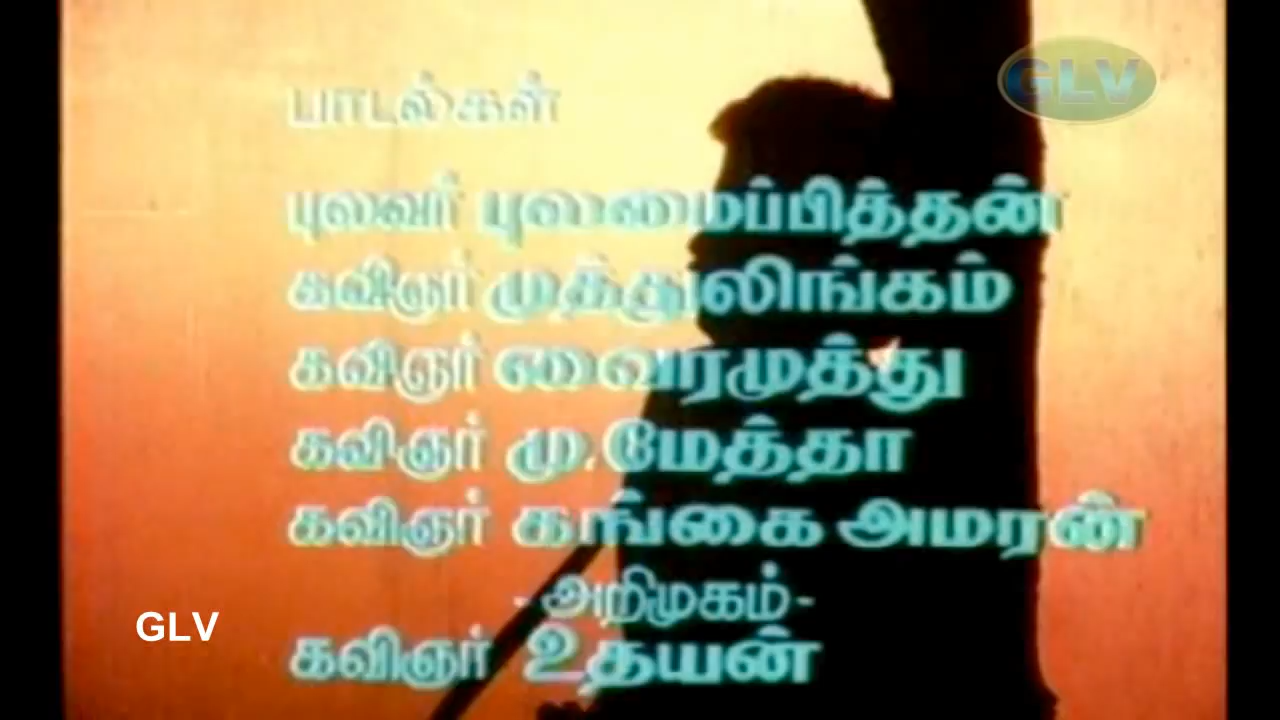 GLV
பாடல்கள்
புலவர் புலமைப்பித்தன்
கவிஞர் முத்துலிங்கம்
கவிஞர் வைரமுத்து
கவிஞர் மு.மேத்தா
கவிஞர் கங்கை அமரன்
- அறிமுகம் -
GLV
கவிஞர் உதயன்